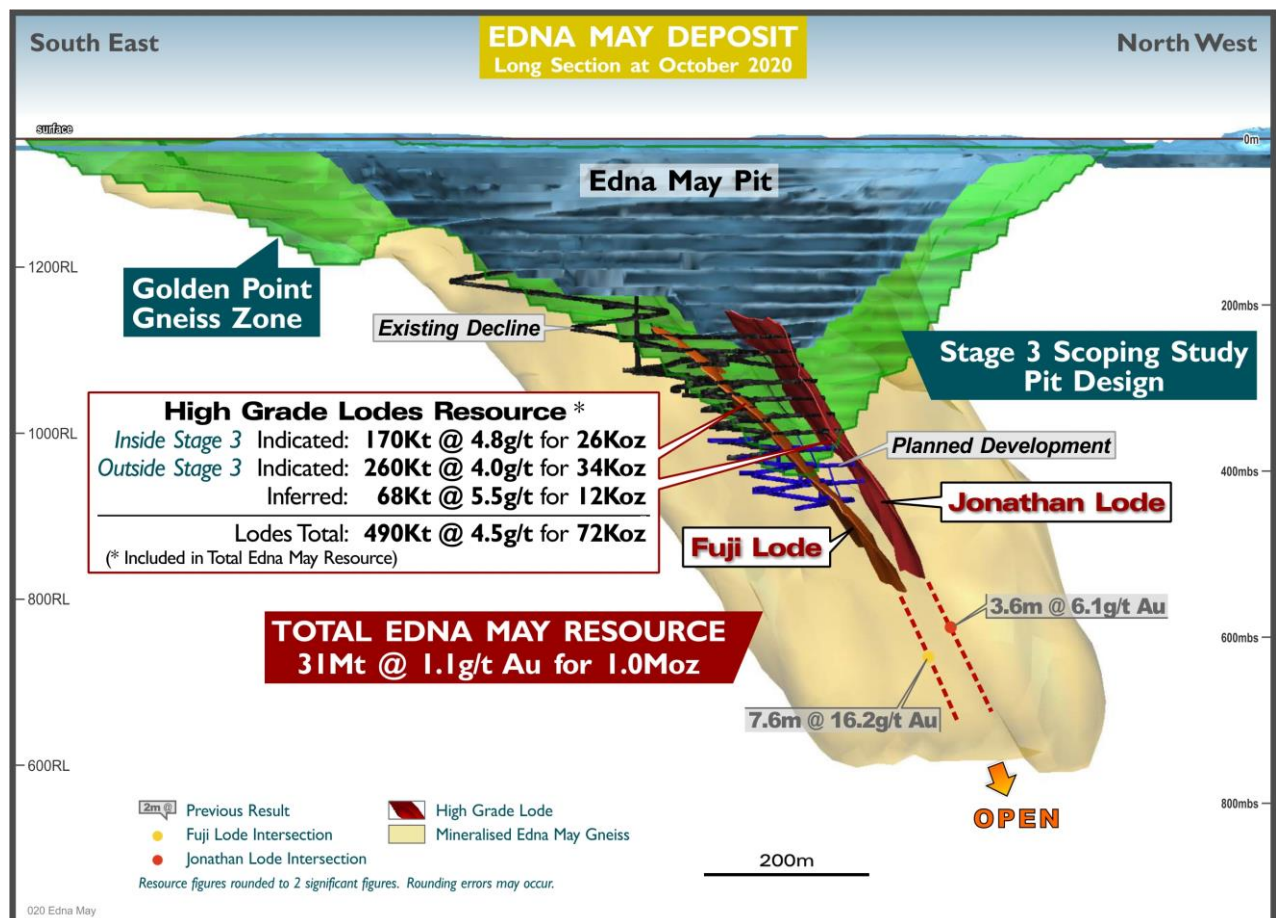 South East
EDNA MAY DEPOSIT
Long Section at October 2020
North West
surface
0m
Edna May Pit
1200RL
Golden Point
Gneiss Zone
Existing Decline
200mbs
Stage 3 Scoping Study
Pit Design
High Grade Lodes Resource *
Inside Stage 3 Indicated: 170Kt @ 4.8g/t for 26Koz
Outside Stage 3 Indicated: 260Kt @ 4.0g/t for 34Koz
Inferred: 68Kt @ 5.5g/t for 12Koz
Lodes Total: 490Kt @ 4.5g/t for 72Koz
(* Included in Total Edna May Resource)
1000RL
Planned Development
400mbs
Jonathan Lode
Fuji Lode
800RL
3.6m @ 6.1g/t Au
TOTAL EDNA MAY RESOURCE
31Mt @ 1.1g/t Au for 1.0Moz
600mbs
7.6m @ 16.2g/t Au
600RL
OPEN
800mbs
2m @ Previous Result
High Grade Lode
Fuji Lode Intersection
Mineralised Edna May Gneiss
Jonathan Lode Intersection
200m
Resource figures rounded to 2 significant figures. Rounding errors may occur.
020 Edna May